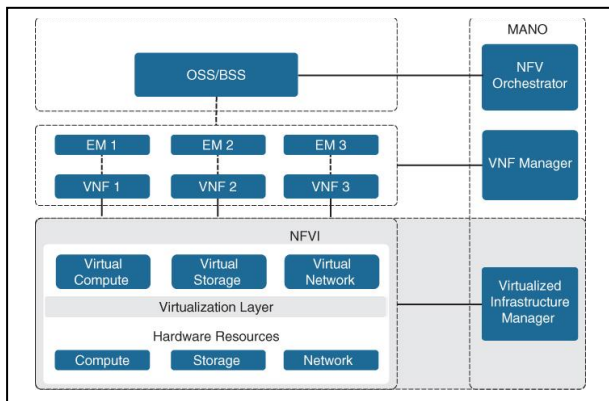 MANO
OSS/BSS
NFV
Orchestrator
EM 1
EM 2
EM 3
VNF Manager
VNF 1
VNF 2
VNF 3
NFVI
Virtual
Compute
Virtual
Storage
Virtual
Network
Virtualized
Infrastructure
Manager
Virtualization Layer
Hardware Resources
Compute
Storage
Network